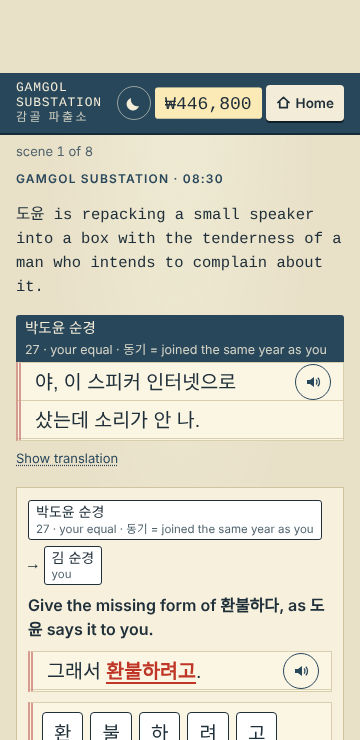 GAMGOL
SUBSTATION
감골 파출소
₩446,800
Home
scene 1 of 8
GAMGOL SUBSTATION · 08:30
도윤 is repacking a small speaker
into a box with the tenderness of a
man who intends to complain about
it.
박도윤 순경
27 · your equal · 동기 = joined the same year as you
야, 이 스피커 인터넷으로
샀는데 소리가 안 나.
Show translation
박도윤 순경
27 · your equal · 동기 = joined the same year as you
→ 김 순경
you
Give the missing form of 환불하다, as 도
윤 says it to you.
그래서 환불하려고.
환 불 하 려 고